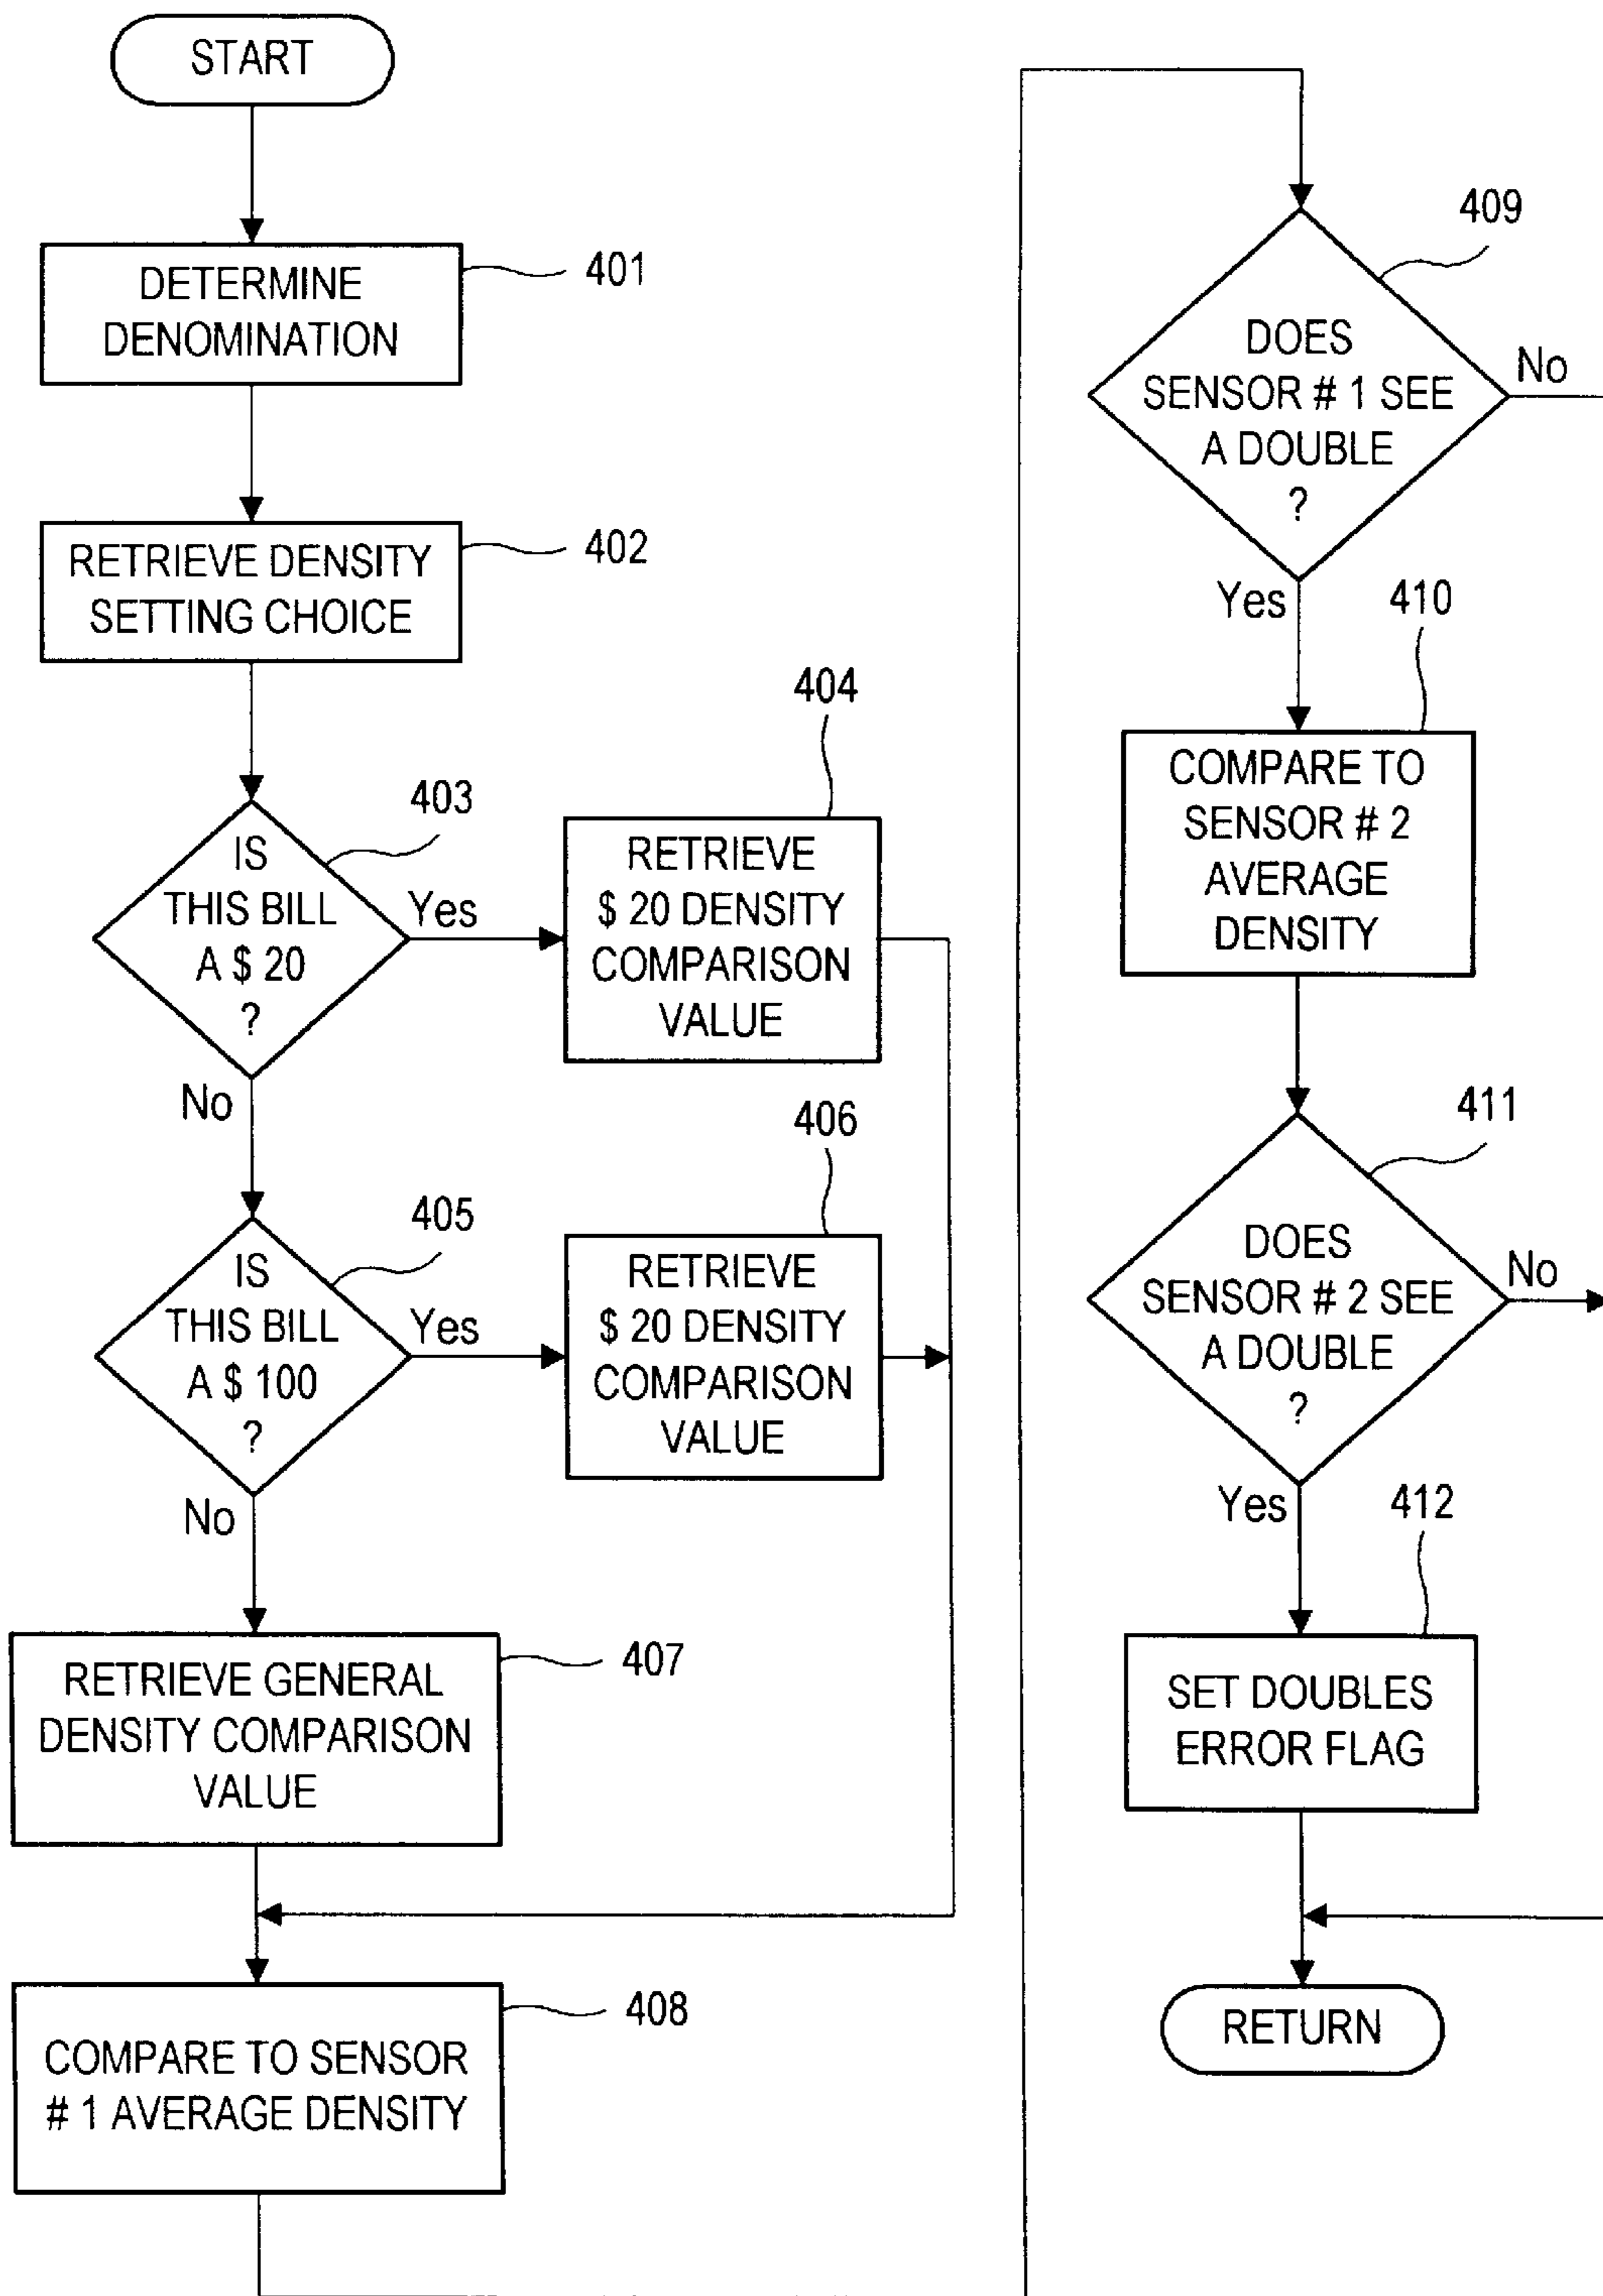 START
DETERMINE
DENOMINATION
401
RETRIEVE DENSITY
SETTING CHOICE
402
IS
THIS BILL
A $ 20
?
403
Yes
No
RETRIEVE
$ 20 DENSITY
COMPARISON
VALUE
404
IS
THIS BILL
A $ 100
?
405
Yes
No
RETRIEVE
$ 20 DENSITY
COMPARISON
VALUE
406
RETRIEVE GENERAL
DENSITY COMPARISON
VALUE
407
COMPARE TO SENSOR
# 1 AVERAGE DENSITY
408
DOES
SENSOR # 1 SEE
A DOUBLE
?
409
No
Yes
COMPARE TO
SENSOR # 2
AVERAGE
DENSITY
410
DOES
SENSOR # 2 SEE
A DOUBLE
?
411
No
Yes
SET DOUBLES
ERROR FLAG
412
RETURN